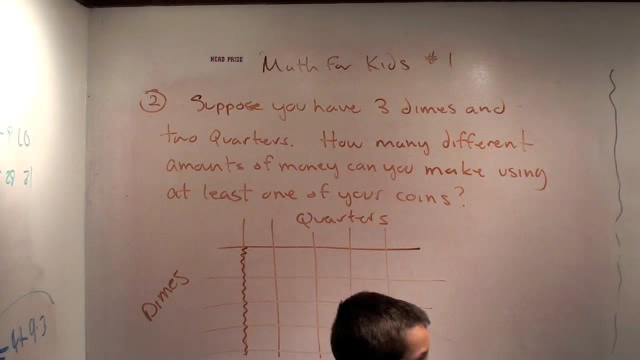 NERD PRIDE
Math For Kids #1
② Suppose you have 3 dimes and
two Quarters. How many different
amounts of money can you make using
at least one of your coins?
Quarters
Dimes